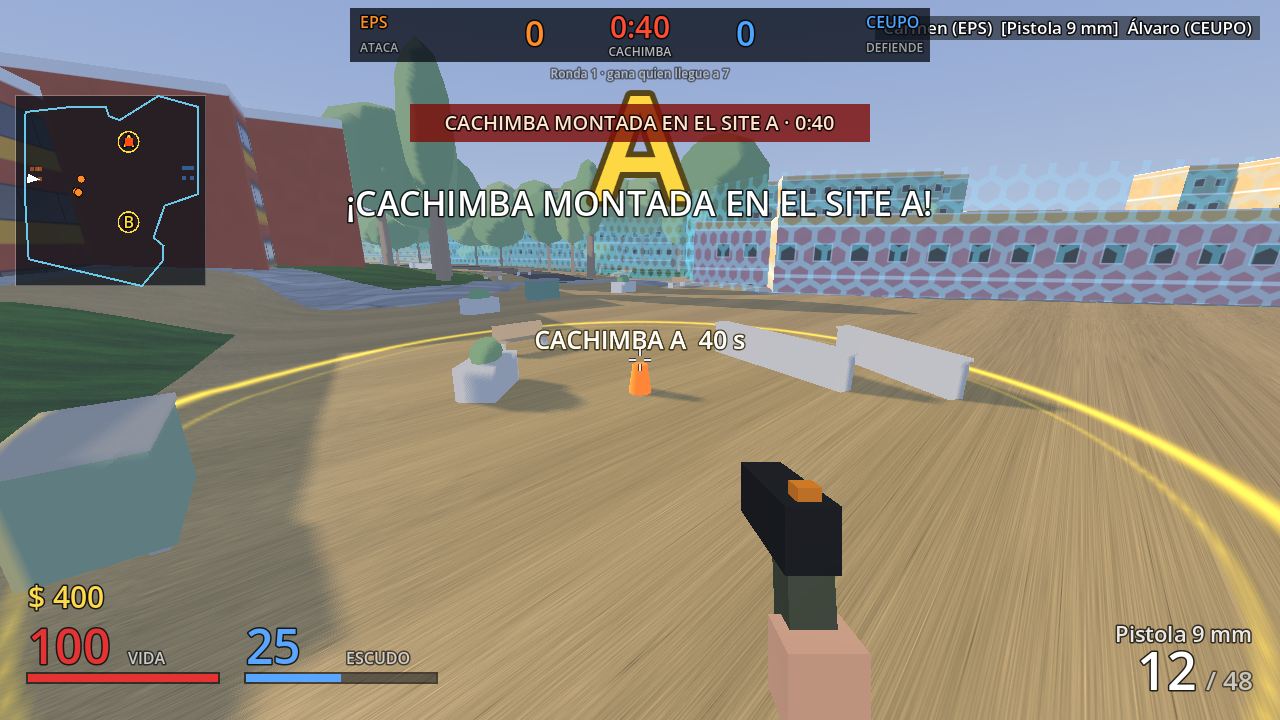 EPS
ATACA
0
0:40
CACHIMBA
0
CEUPO
DEFIENDE
Carmen (EPS) [Pistola 9 mm] Álvaro (CEUPO)
Ronda 1 · gana quien llegue a 7
A
CACHIMBA MONTADA EN EL SITE A · 0:40
¡CACHIMBA MONTADA EN EL SITE A!
A
B
CACHIMBA A 40 s
$ 400
100 VIDA
25 ESCUDO
Pistola 9 mm
12 / 48